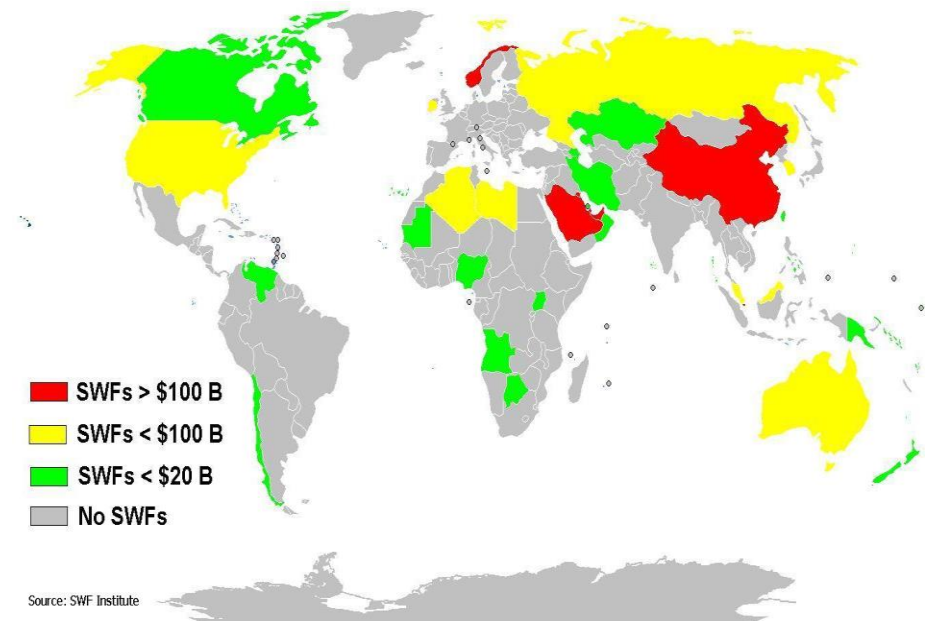 SWFs > $100 B
SWFs < $100 B
SWFs < $20 B
No SWFs
Source: SWF Institute